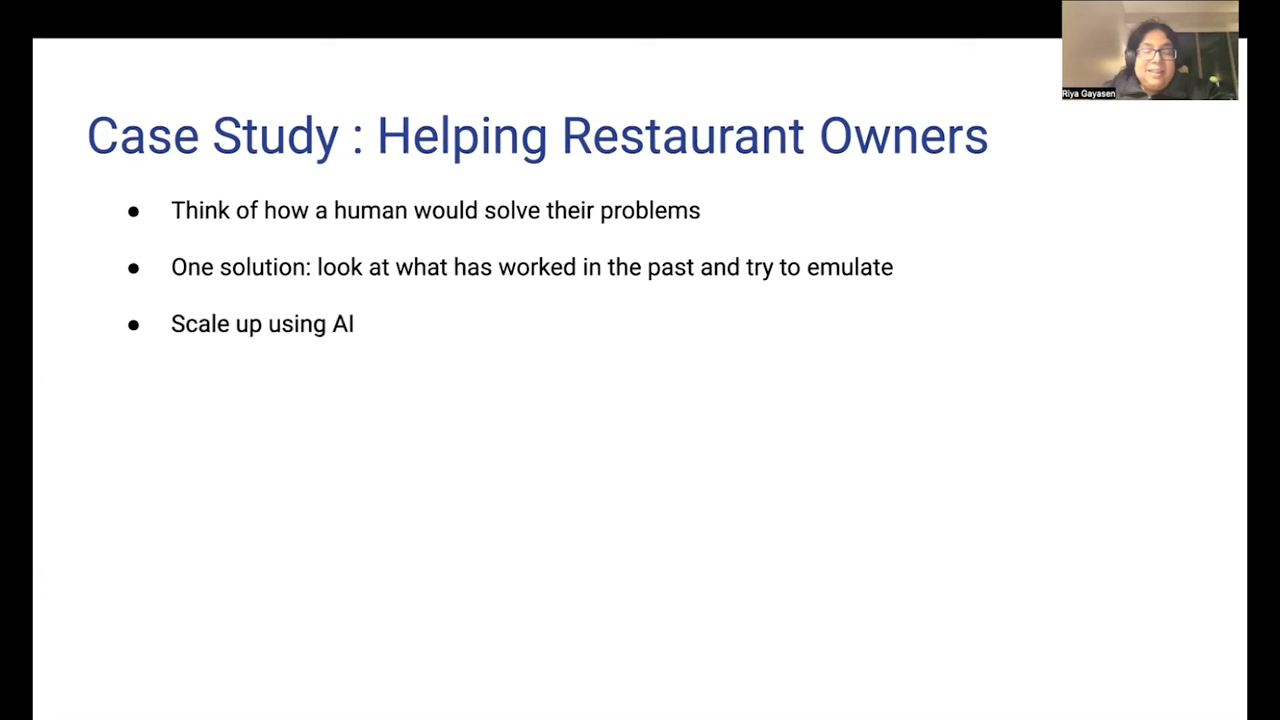 Case Study : Helping Restaurant Owners
● Think of how a human would solve their problems
● One solution: look at what has worked in the past and try to emulate
● Scale up using AI
Riya Gayasen